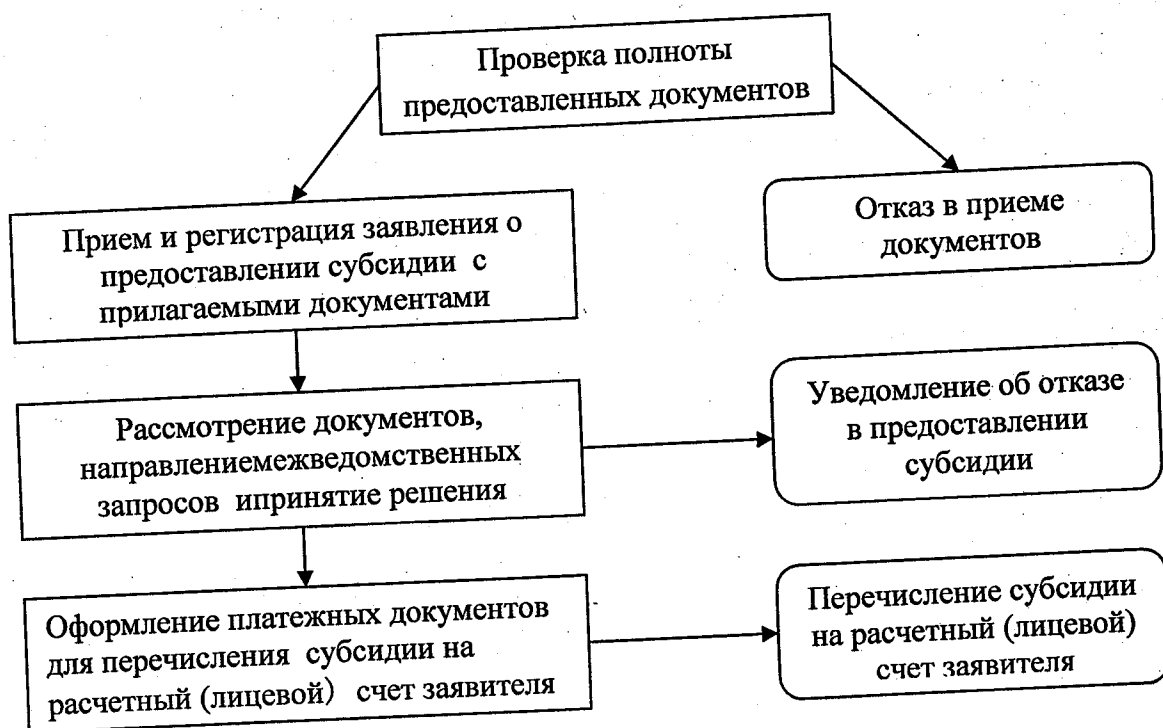 Проверка полноты
предоставленных документов
Прием и регистрация заявления о
предоставлении субсидии с
прилагаемыми документами
Отказ в приеме
документов
Рассмотрение документов,
направлениемежведомственных
запросов ипринятие решения
Уведомление об отказе
в предоставлении
субсидии
Оформление платежных документов
для перечисления субсидии на
расчетный (лицевой) счет заявителя
Перечисление субсидии
на расчетный (лицевой)
счет заявителя